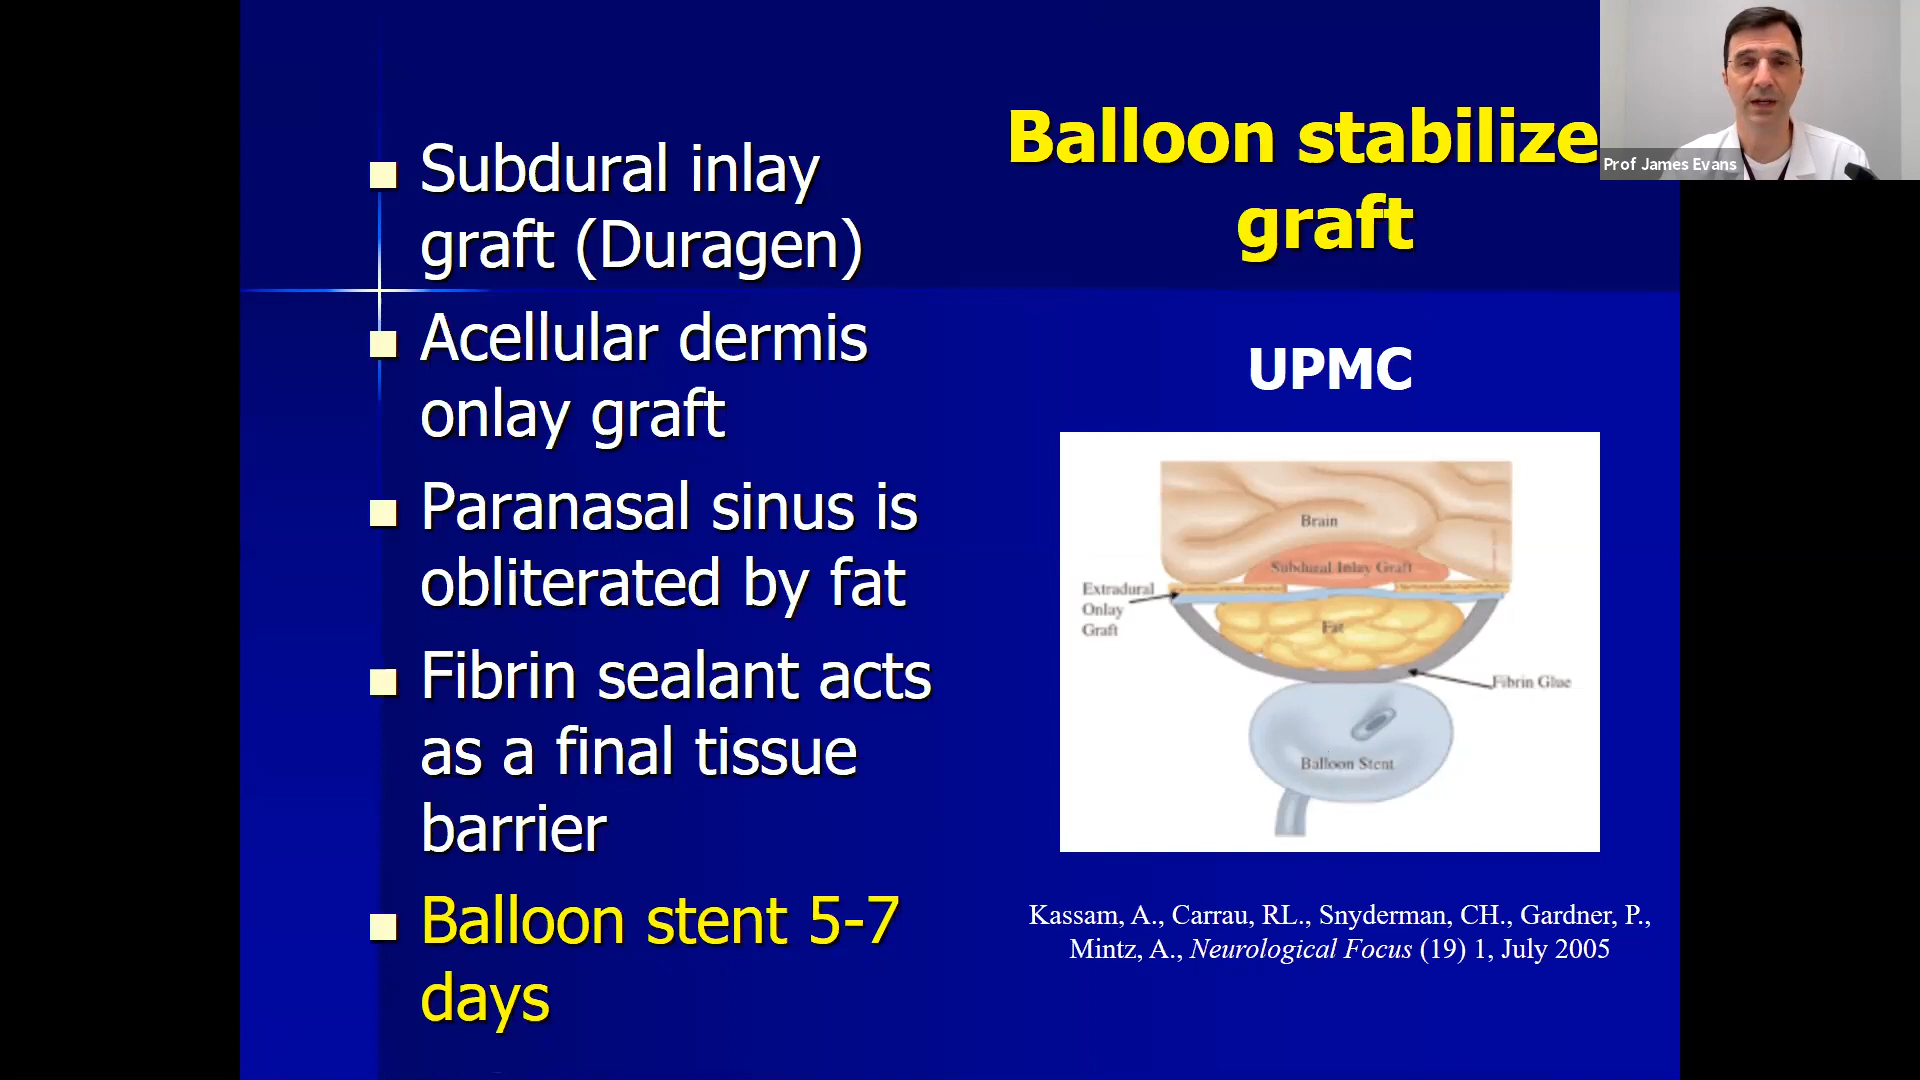 Balloon stabilize
graft
Prof James Evans
Subdural inlay
graft (Duragen)
Acellular dermis
onlay graft
Paranasal sinus is
obliterated by fat
Fibrin sealant acts
as a final tissue
barrier
Balloon stent 5-7
days
UPMC
Brain
Subdural Inlay Graft
Extradural
Onlay
Graft
Fat
Fibrin Glue
Balloon Stent
Kassam, A., Carrau, RL., Snyderman, CH., Gardner, P.,
Mintz, A., Neurological Focus (19) 1, July 2005